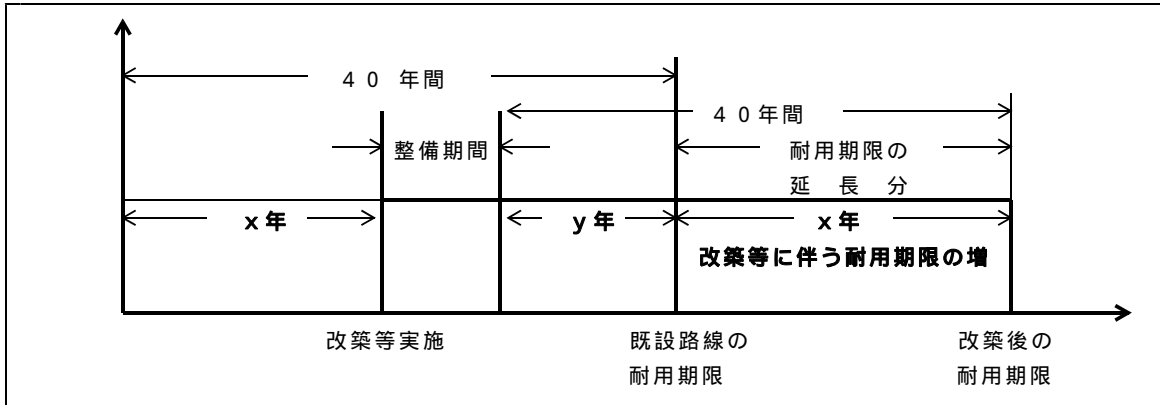 ４０ 年間
４０年間
整備期間
耐用期限の
延 長 分
x年
y年
x年
改築等に伴う耐用期限の増
改築等実施
既設路線の
耐用期限
改築後の
耐用期限